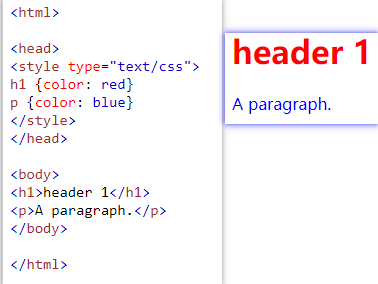 <html>
<head>
<style type="text/css">
h1 {color: red}
p {color: blue}
</style>
</head>
<body>
<h1>header 1</h1>
<p>A paragraph.</p>
</body>
</html>
header 1
A paragraph.